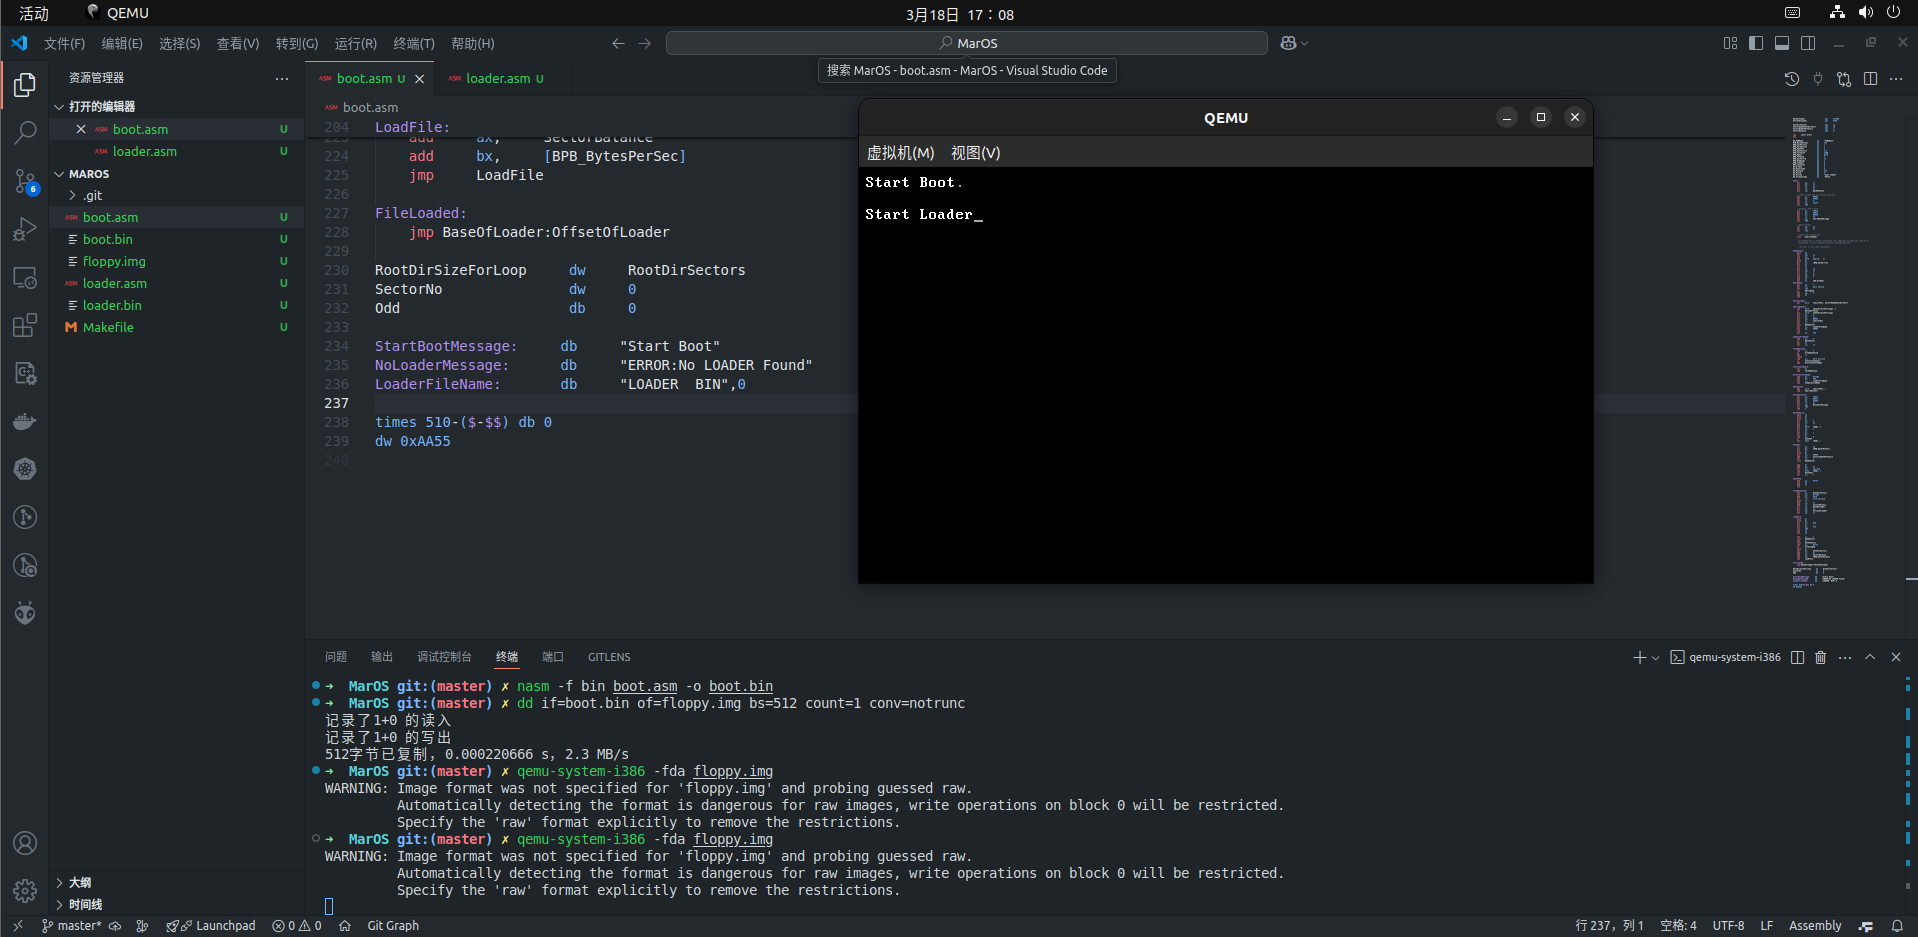 活动
QEMU
3月18日 17：08
文件(F) 编辑(E) 选择(S) 查看(V) 转到(G) 运行(R) 终端(T) 帮助(H)
MarOS
搜索 MarOS - boot.asm - MarOS - Visual Studio Code
资源管理器
打开的编辑器
ASM boot.asm U
ASM loader.asm U
MAROS
.git
ASM boot.asm U
boot.bin U
floppy.img U
ASM loader.asm U
loader.bin U
M Makefile U
大纲
时间线
6
ASM boot.asm U
ASM loader.asm U
ASM boot.asm
204 LoadFile:
223 add ax, SectorBalance
224 add bx, [BPB_BytesPerSec]
225 jmp LoadFile
226
227 FileLoaded:
228 jmp BaseOfLoader:OffsetOfLoader
229
230 RootDirSizeForLoop dw RootDirSectors
231 SectorNo dw 0
232 Odd db 0
233
234 StartBootMessage: db "Start Boot"
235 NoLoaderMessage: db "ERROR:No LOADER Found"
236 LoaderFileName: db "LOADER  BIN",0
237
238 times 510-($-$$) db 0
239 dw 0xAA55
240
QEMU
虚拟机(M) 视图(V)
Start Boot.
Start Loader_
问题 输出 调试控制台 终端 端口 GITLENS
qemu-system-i386
➜ MarOS git:(master) ✗ nasm -f bin boot.asm -o boot.bin
➜ MarOS git:(master) ✗ dd if=boot.bin of=floppy.img bs=512 count=1 conv=notrunc
记录了1+0 的读入
记录了1+0 的写出
512字节已复制，0.000220666 s，2.3 MB/s
➜ MarOS git:(master) ✗ qemu-system-i386 -fda floppy.img
WARNING: Image format was not specified for 'floppy.img' and probing guessed raw.
Automatically detecting the format is dangerous for raw images, write operations on block 0 will be restricted.
Specify the 'raw' format explicitly to remove the restrictions.
➜ MarOS git:(master) ✗ qemu-system-i386 -fda floppy.img
WARNING: Image format was not specified for 'floppy.img' and probing guessed raw.
Automatically detecting the format is dangerous for raw images, write operations on block 0 will be restricted.
Specify the 'raw' format explicitly to remove the restrictions.
master* Launchpad 0 0 Git Graph
行 237，列 1 空格: 4 UTF-8 LF Assembly